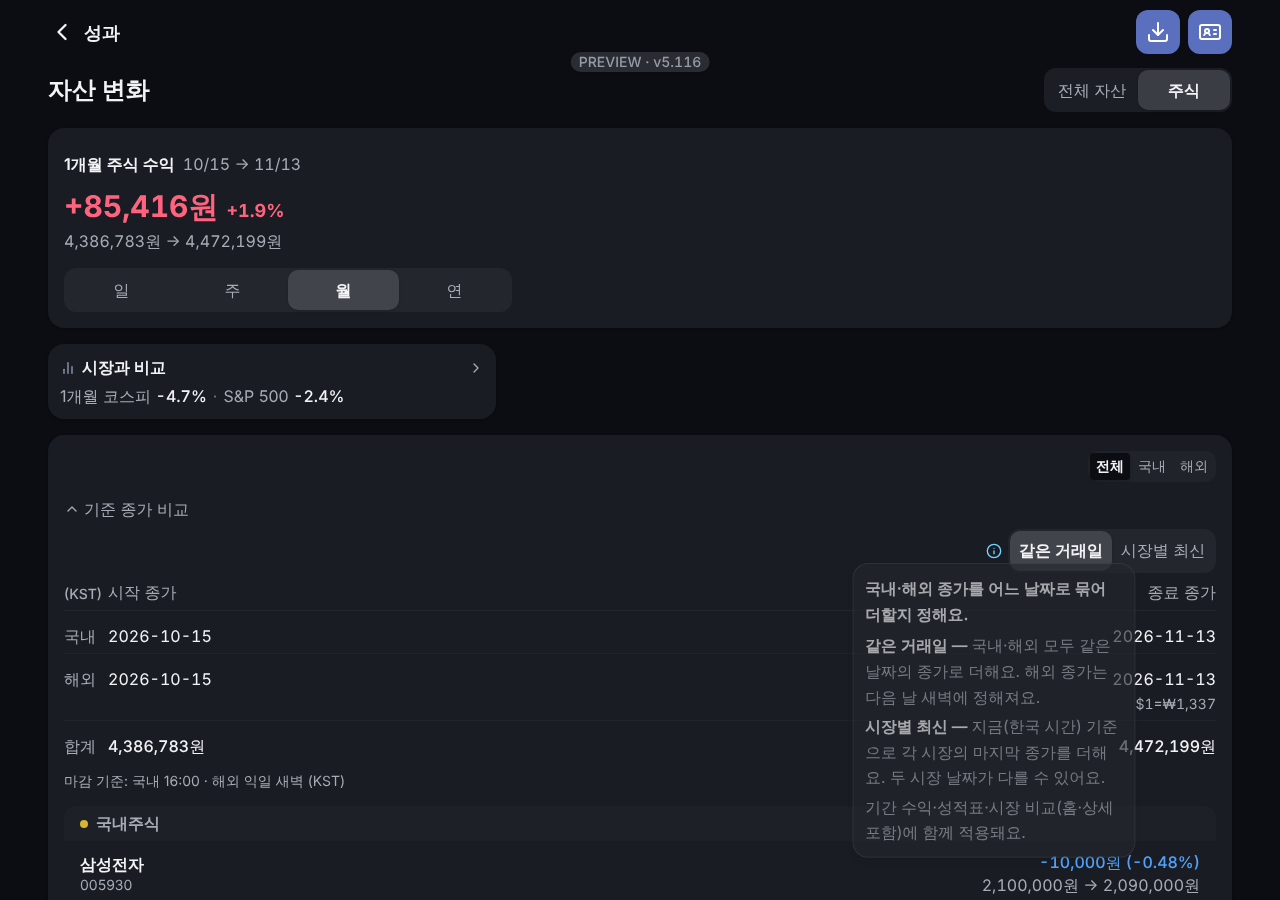 성과
PREVIEW · v5.116
자산 변화
전체 자산 주식
1개월 주식 수익 10/15 → 11/13
+85,416원 +1.9%
4,386,783원 → 4,472,199원
일 주 월 연
시장과 비교
1개월 코스피 -4.7% · S&P 500 -2.4%
전체 국내 해외
기준 종가 비교
같은 거래일 시장별 최신
(KST) 시작 종가 종료 종가
국내 2026-10-15 2026-11-13
해외 2026-10-15 2026-11-13
$1=₩1,337
합계 4,386,783원 4,472,199원
마감 기준: 국내 16:00 · 해외 익일 새벽 (KST)
국내·해외 종가를 어느 날짜로 묶어
더할지 정해요.
같은 거래일 — 국내·해외 모두 같은
날짜의 종가로 더해요. 해외 종가는
다음 날 새벽에 정해져요.
시장별 최신 — 지금(한국 시간) 기준
으로 각 시장의 마지막 종가를 더해
요. 두 시장 날짜가 다를 수 있어요.
기간 수익·성적표·시장 비교(홈·상세
포함)에 함께 적용돼요.
국내주식
삼성전자 -10,000원 (-0.48%)
005930 2,100,000원 → 2,090,000원